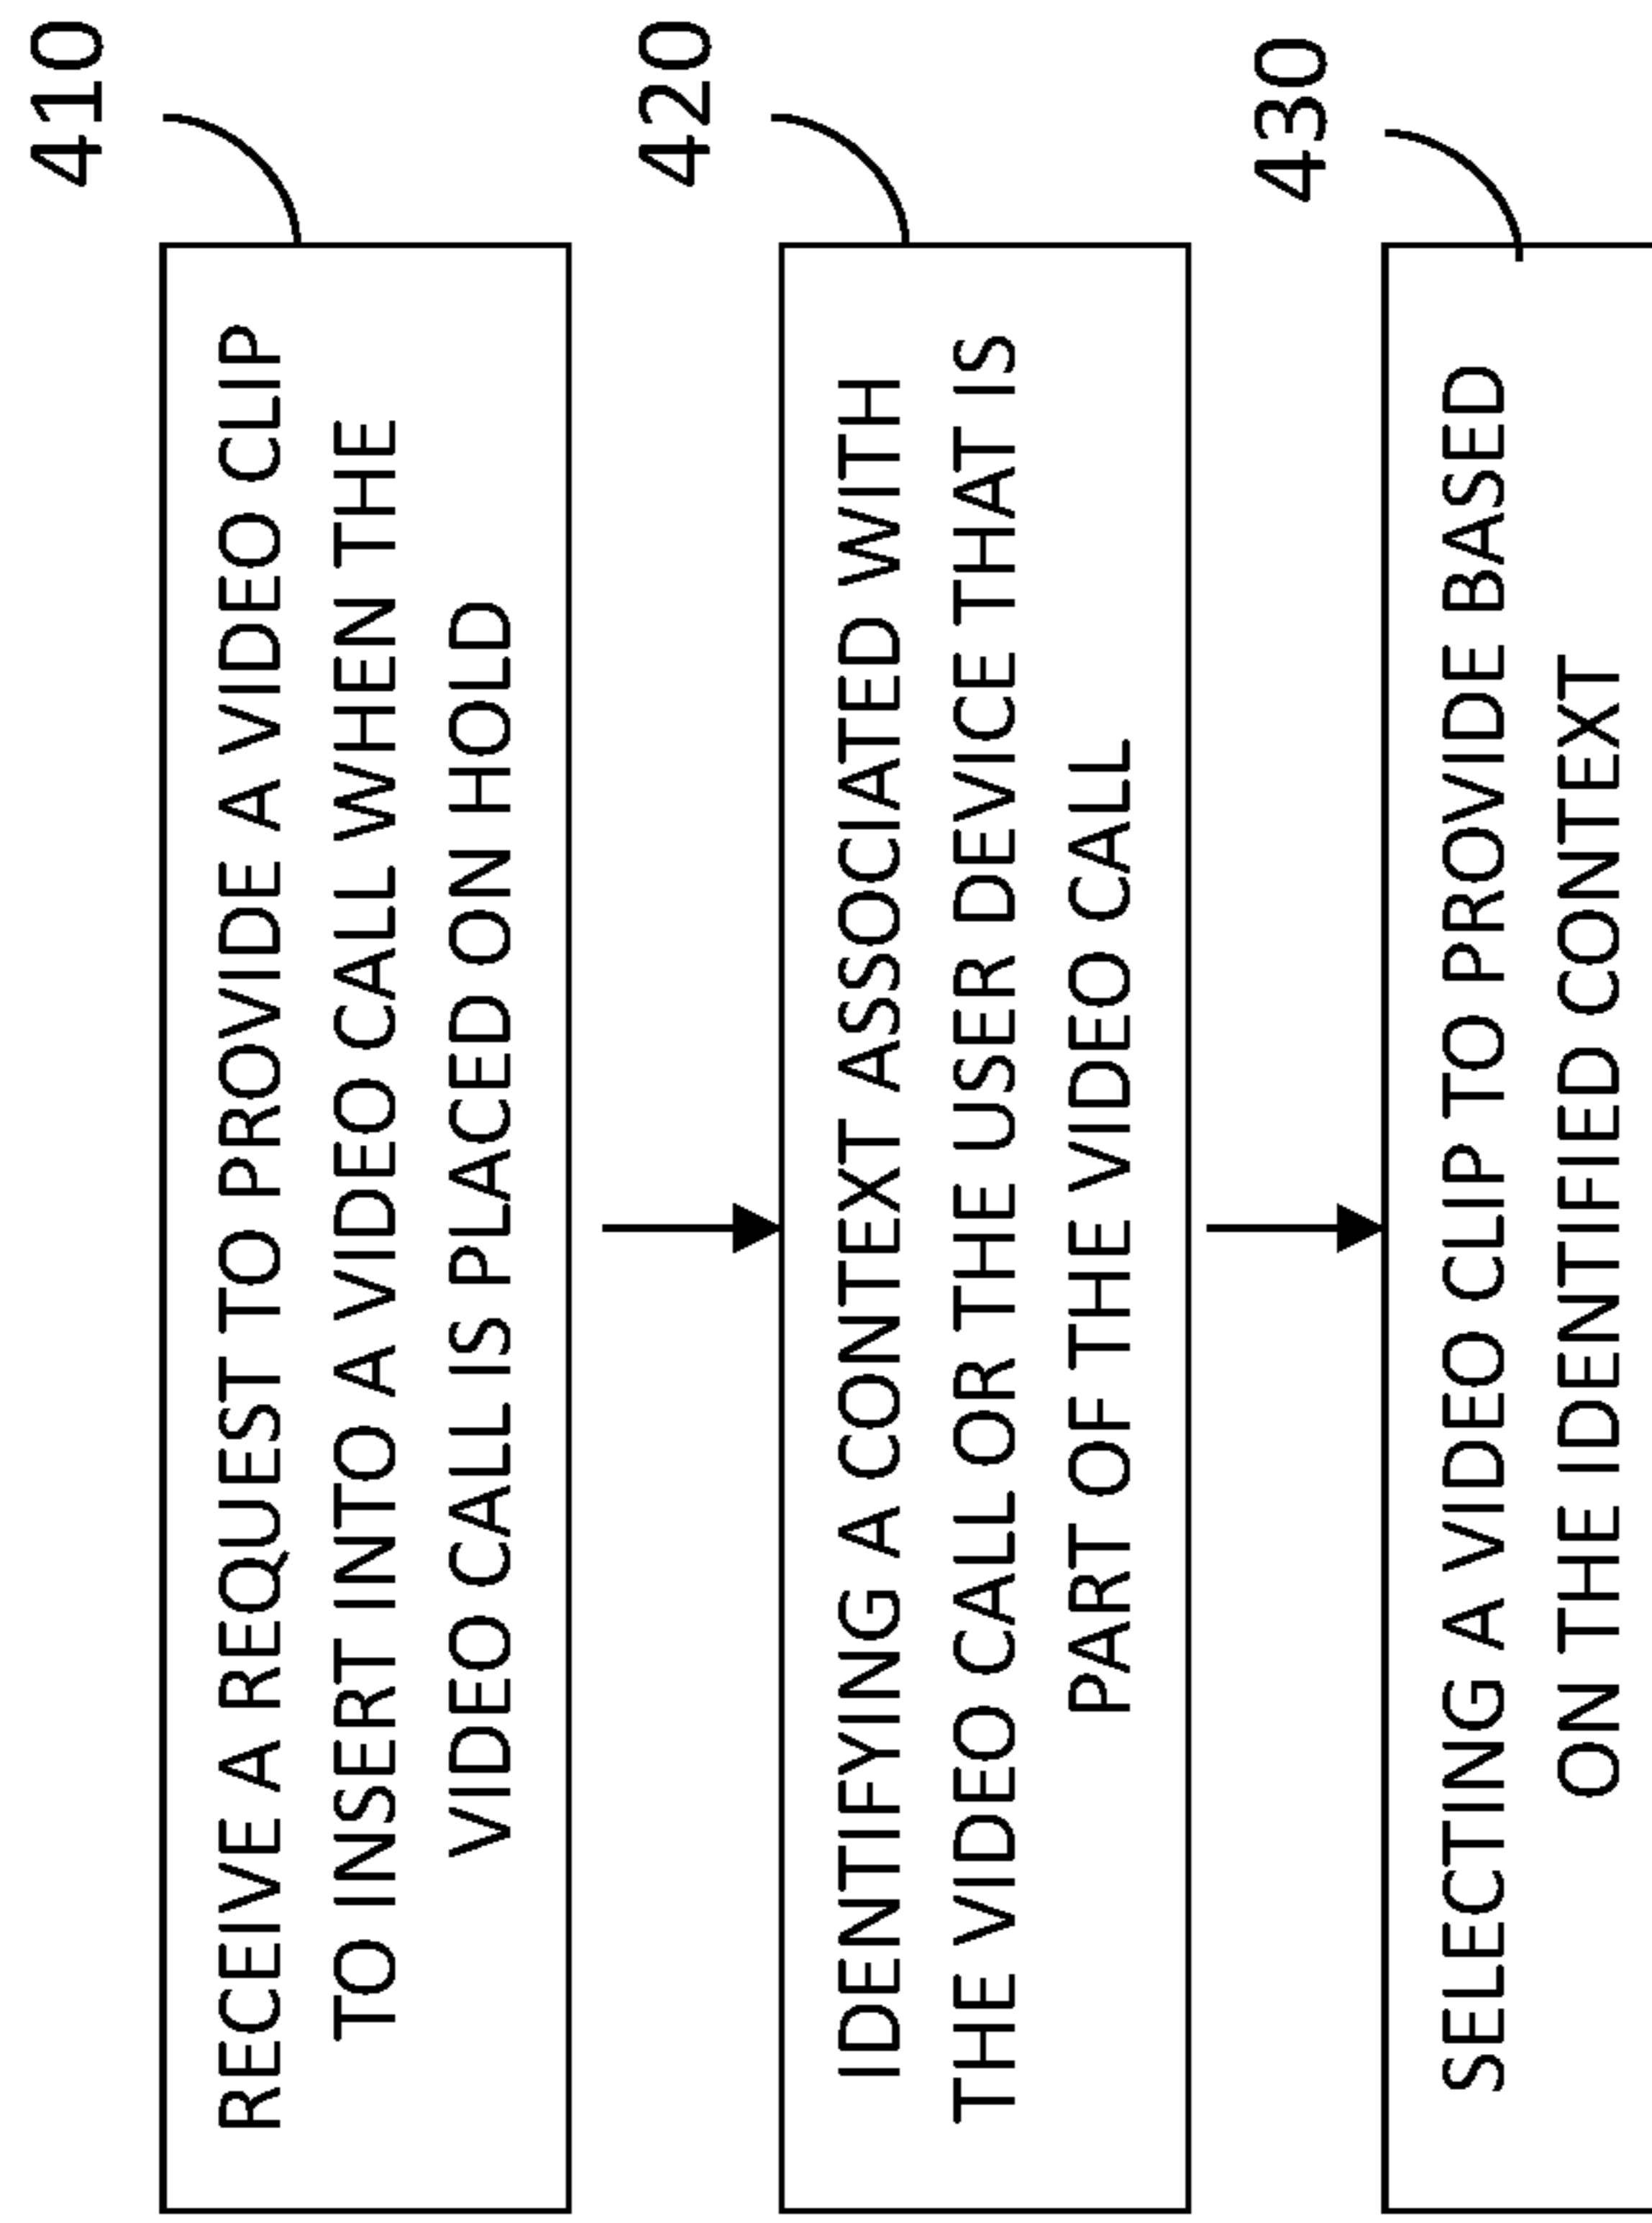 410
RECEIVE A REQUEST TO PROVIDE A VIDEO CLIP
TO INSERT INTO A VIDEO CALL WHEN THE
VIDEO CALL IS PLACED ON HOLD
420
IDENTIFYING A CONTEXT ASSOCIATED WITH
THE VIDEO CALL OR THE USER DEVICE THAT IS
PART OF THE VIDEO CALL
430
SELECTING A VIDEO CLIP TO PROVIDE BASED
ON THE IDENTIFIED CONTEXT